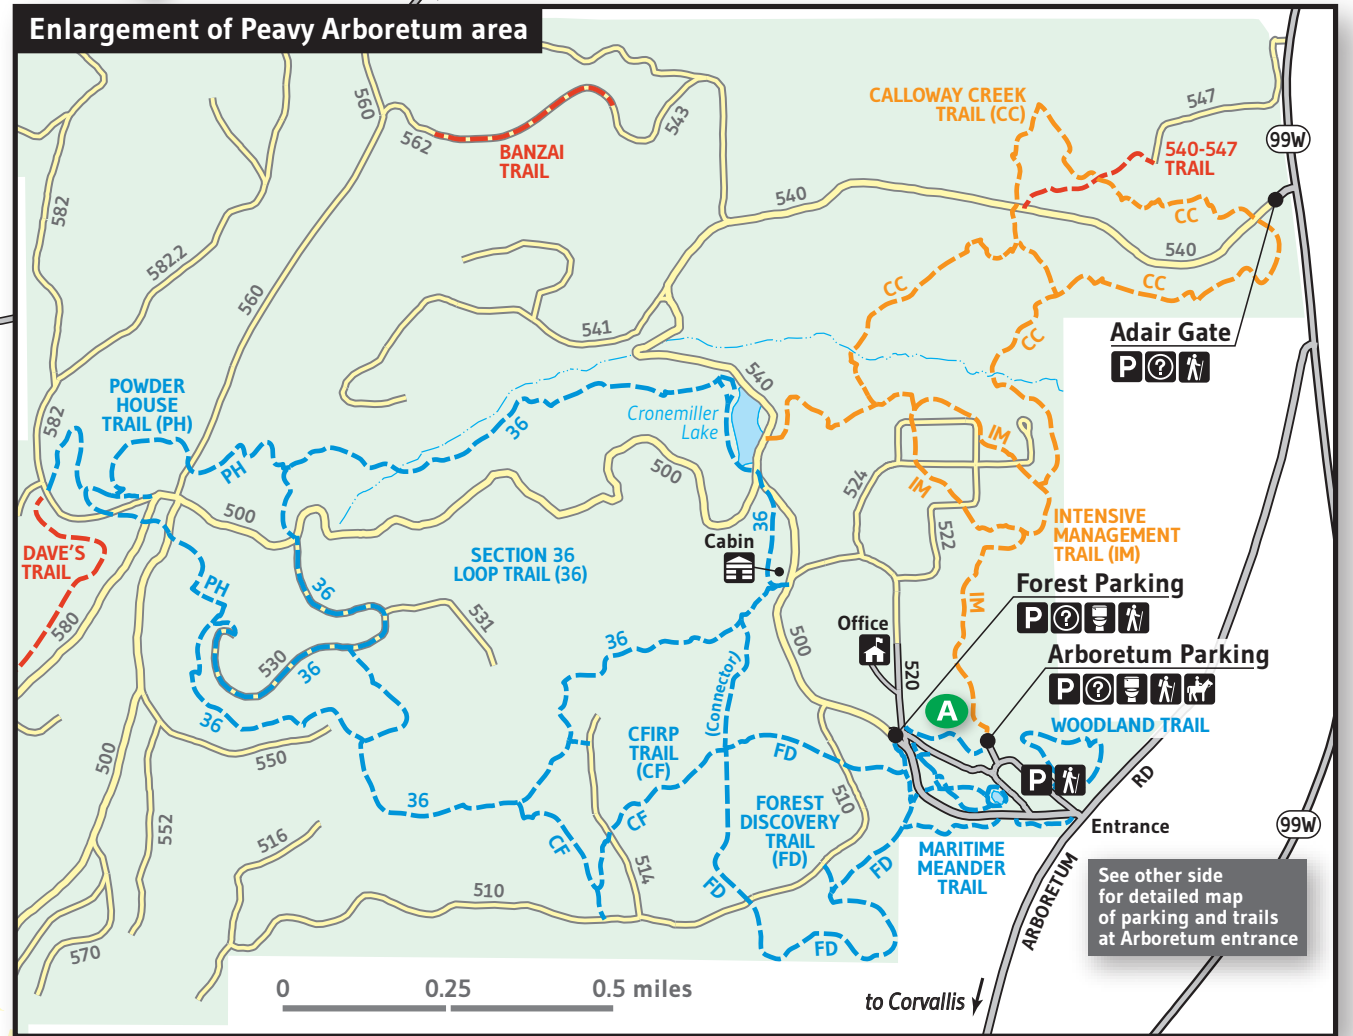 Enlargement of Peavy Arboretum area
560
562
BANZAI
TRAIL
543
CALLOWAY CREEK
TRAIL (CC)
547
99W
540-547
TRAIL
582
582.2
560
540
CC
540
CC
CC
CC
541
Adair Gate
P
?
POWDER
HOUSE
TRAIL (PH)
582
PH
36
Cronemiller
Lake
540
500
IM
IM
524
522
500
36
Cabin
INTENSIVE
MANAGEMENT
TRAIL (IM)
DAVE'S
TRAIL
PH
36
SECTION 36
LOOP TRAIL (36)
531
IM
Forest Parking
P
?
580
530
36
36
36
500
Office
520
Arboretum Parking
P
?
(Connector)
A
WOODLAND TRAIL
500
550
CFIRP
TRAIL
(CF)
FD
P
RD
36
510
FOREST
DISCOVERY
TRAIL
(FD)
552
516
CF
CF
514
Entrance
99W
MARITIME
MEANDER
TRAIL
FD
FD
510
FD
570
ARBORETUM
See other side
for detailed map
of parking and trails
at Arboretum entrance
0 0.25 0.5 miles
to Corvallis